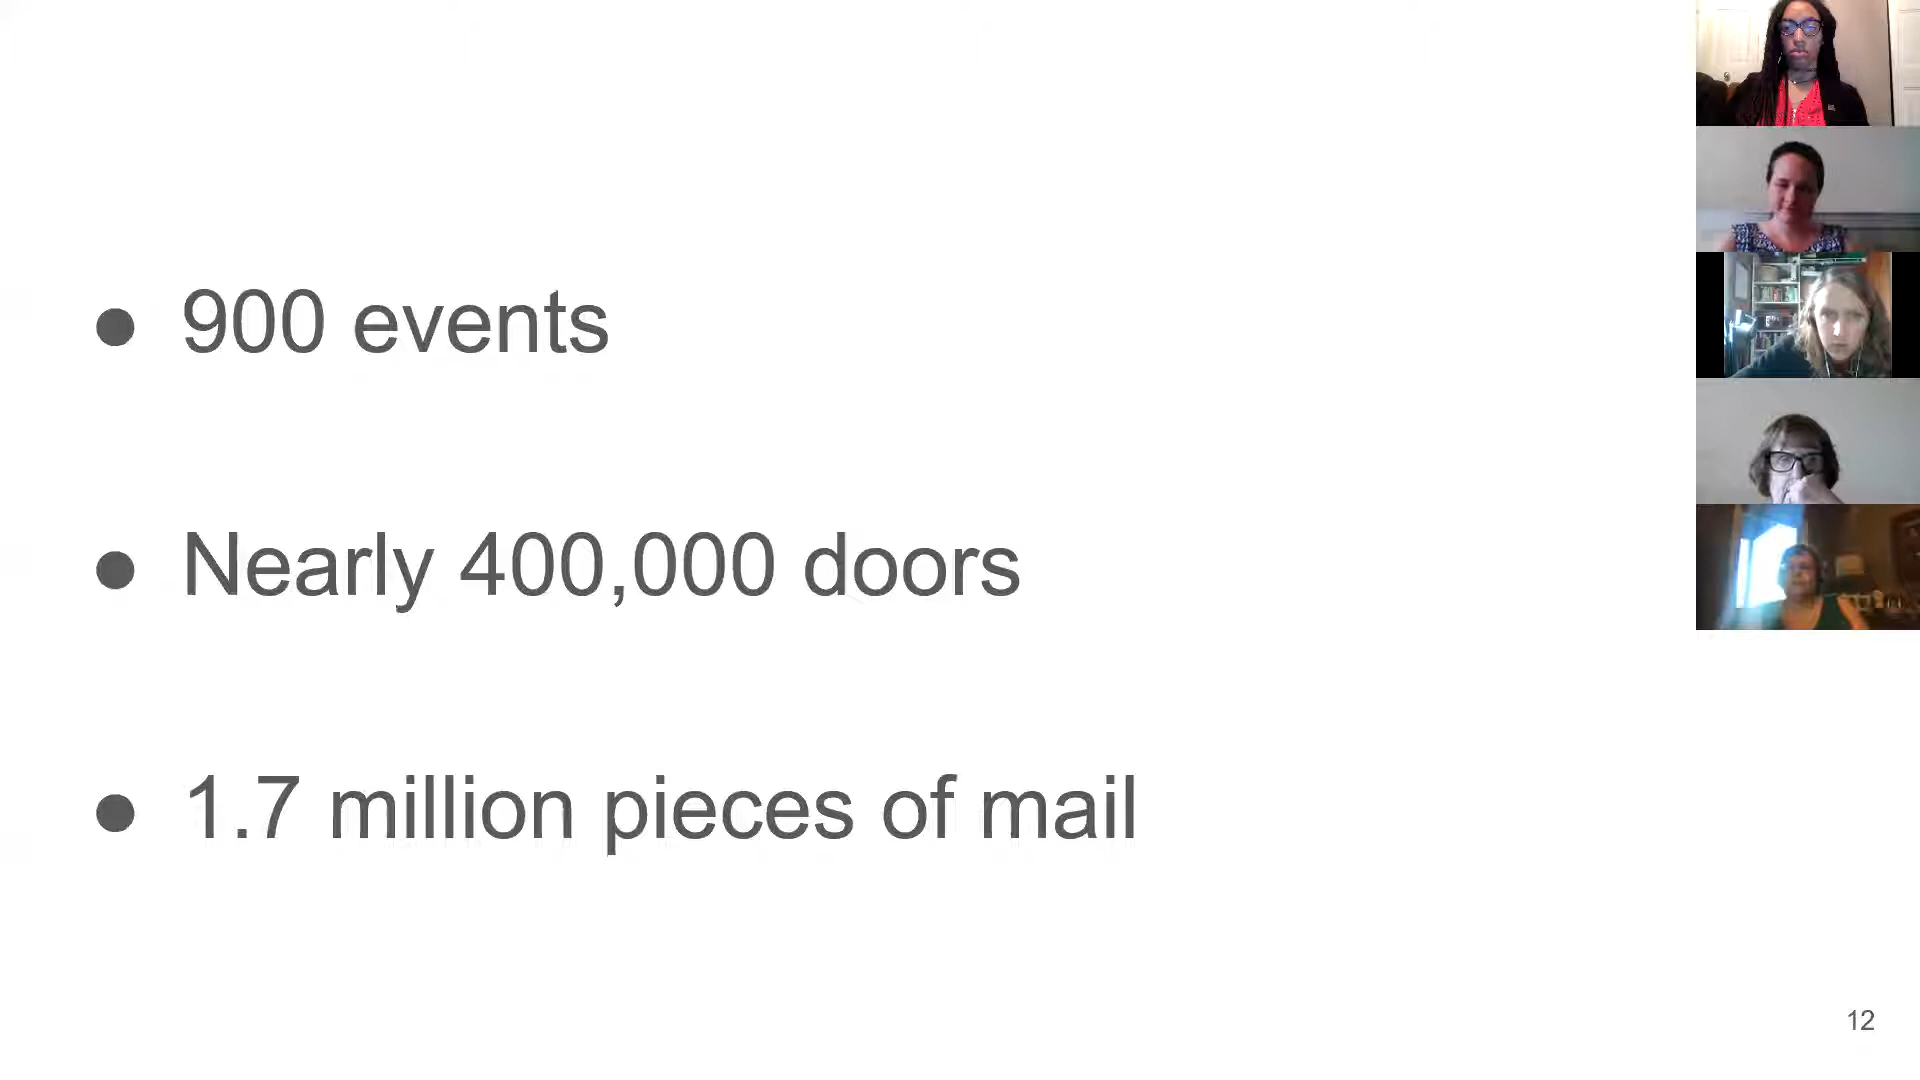 ● 900 events
● Nearly 400,000 doors
● 1.7 million pieces of mail
12